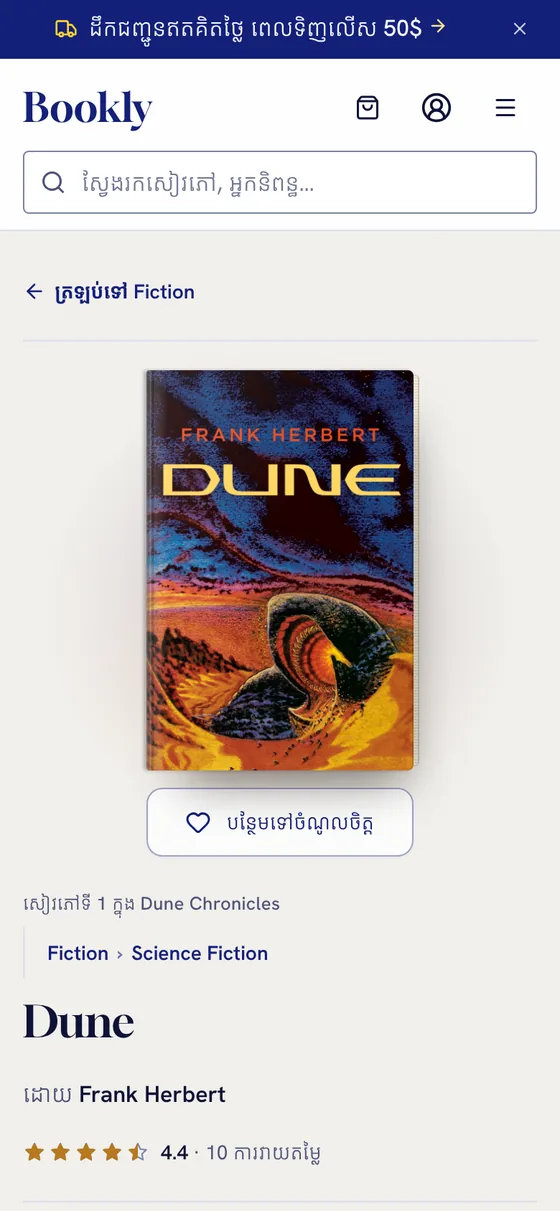 ដឹកជញ្ជូនឥតគិតថ្លៃ ពេលទិញលើស 50$ →
Bookly
ស្វែងរកសៀវភៅ, អ្នកនិពន្ធ...
← ត្រឡប់ទៅ Fiction
FRANK HERBERT
DUNE
បន្ថែមទៅចំណូលចិត្ត
សៀវភៅទី 1 ក្នុង Dune Chronicles
Fiction › Science Fiction
Dune
ដោយ Frank Herbert
4.4 · 10 ការវាយតម្លៃ